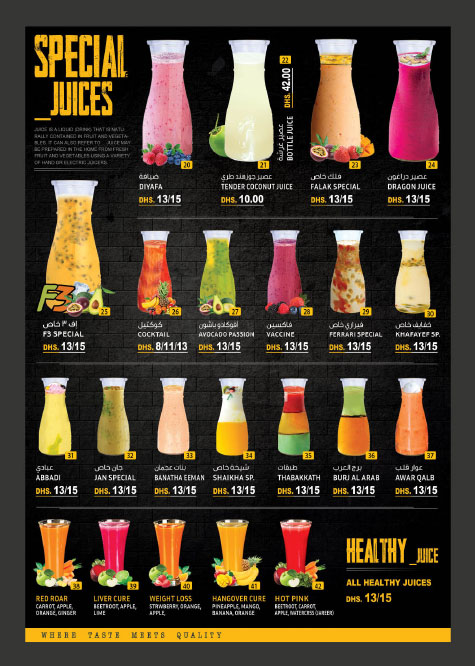 SPECIAL
_JUICES
JUICE IS A LIQUID (DRINK) THAT IS NATU-
RALLY CONTAINED IN FRUIT AND VEGETA-
BLES. IT CAN ALSO REFER TO _ JUICE MAY
BE PREPARED IN THE HOME FROM FRESH
FRUIT AND VEGETABLES USING A VARIETY
OF HAND OR ELECTRIC JUICERS.
20
ضيافة
DIYAFA
DHS. 13/15
21
عصير جوزهند طري
TENDER COCONUT JUICE
DHS. 10.00
22
BOTTLE JUICE
DHS. 42.00
23
فلك خاص
FALAK SPECIAL
DHS. 13/15
24
عصير دراغون
DRAGON JUICE
DHS. 13/15
F3
25
اف ٣ خاص
F3 SPECIAL
DHS. 13/15
26
كوكتيل
COCKTAIL
DHS. 8/11/13
27
أفوكادو باشون
AVOCADO PASSION
DHS. 13/15
28
فاكسين
VACCINE
DHS. 13/15
29
فيراري خاص
FERRARI SPECIAL
DHS. 13/15
30
خفايف خاص
KHAFAYEF SP.
DHS. 13/15
31
عبادي
ABBADI
DHS. 13/15
32
جان خاص
JAN SPECIAL
DHS. 13/15
33
بنات عجمان
BANATHA EEMAN
DHS. 13/15
34
شيخة خاص
SHAIKHA SP.
DHS. 13/15
35
طبقات
THABAKKATH
DHS. 13/15
36
برج العرب
BURJ AL ARAB
DHS. 13/15
37
عوار قلب
AWAR QALB
DHS. 13/15
38
RED ROAR
CARROT, APPLE,
ORANGE, GINGER
39
LIVER CURE
BEETROOT, APPLE,
LIME
40
WEIGHT LOSS
STRAWBERRY, ORANGE,
APPLE,
41
HANGOVER CURE
PINEAPPLE, MANGO,
BANANA, ORANGE
42
HOT PINK
BEETROOT, CARROT,
APPLE, WATERCRESS (JAREER)
HEALTHY _JUICE
ALL HEALTHY JUICES
DHS. 13/15
WHERE TASTE MEETS QUALITY